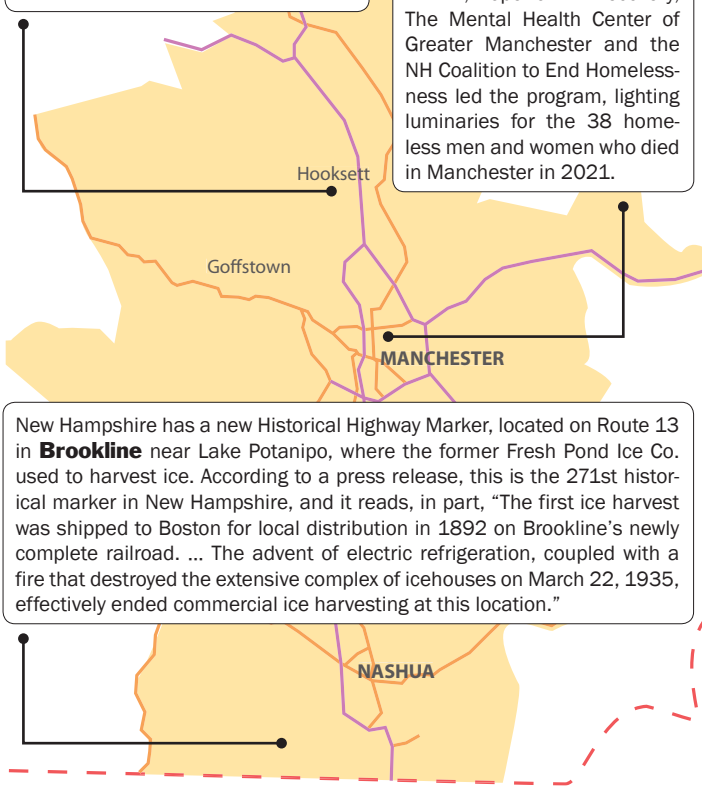 The Mental Health Center of
Greater Manchester and the
NH Coalition to End Homeless-
ness led the program, lighting
luminaries for the 38 home-
less men and women who died
in Manchester in 2021.
Hooksett
Goffstown
MANCHESTER
New Hampshire has a new Historical Highway Marker, located on Route 13
in Brookline near Lake Potanipo, where the former Fresh Pond Ice Co.
used to harvest ice. According to a press release, this is the 271st histor-
ical marker in New Hampshire, and it reads, in part, “The first ice harvest
was shipped to Boston for local distribution in 1892 on Brookline’s newly
complete railroad. ... The advent of electric refrigeration, coupled with a
fire that destroyed the extensive complex of icehouses on March 22, 1935,
effectively ended commercial ice harvesting at this location.”
NASHUA